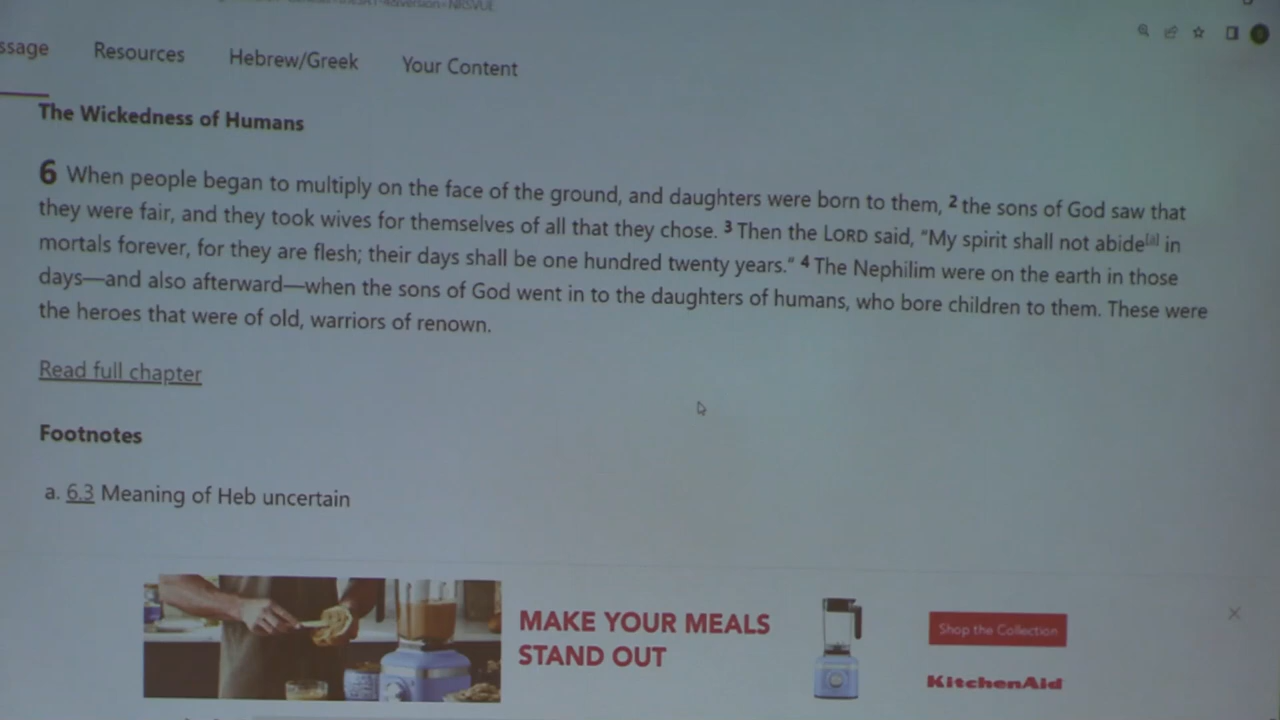 version=NRSVUE
ssage Resources Hebrew/Greek Your Content
The Wickedness of Humans
6 When people began to multiply on the face of the ground, and daughters were born to them, 2 the sons of God saw that
they were fair, and they took wives for themselves of all that they chose. 3 Then the LORD said, “My spirit shall not abide[a] in
mortals forever, for they are flesh; their days shall be one hundred twenty years.” 4 The Nephilim were on the earth in those
days—and also afterward—when the sons of God went in to the daughters of humans, who bore children to them. These were
the heroes that were of old, warriors of renown.
Read full chapter
Footnotes
a. 6.3 Meaning of Heb uncertain
MAKE YOUR MEALS
STAND OUT
Shop the Collection
KitchenAid